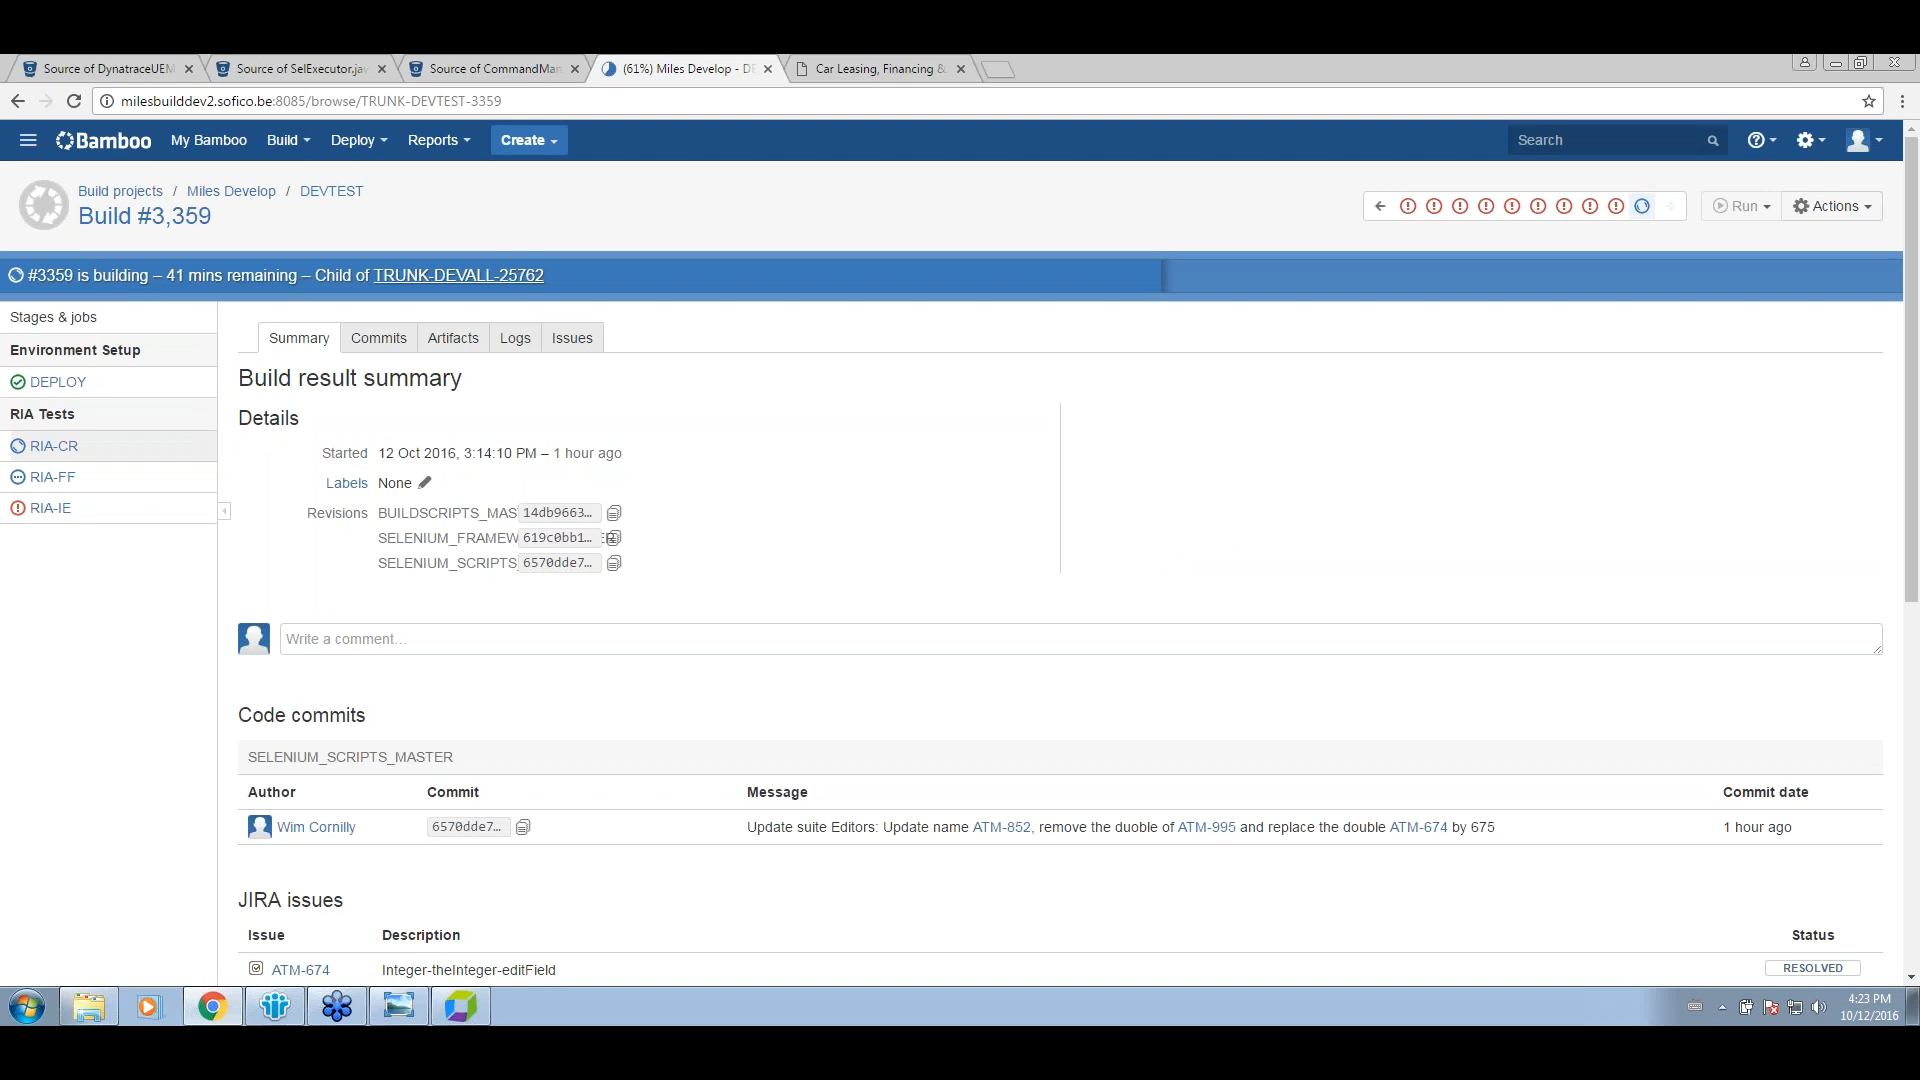 Source of DynatraceUEM
Source of SelExecutor.jav
Source of CommandMan
(61%) Miles Develop - DE
Car Leasing, Financing &
milesbuilddev2.sofico.be:8085/browse/TRUNK-DEVTEST-3359
Bamboo My Bamboo Build Deploy Reports Create Search
Build projects / Miles Develop / DEVTEST
Build #3,359
Run Actions
#3359 is building – 41 mins remaining – Child of TRUNK-DEVALL-25762
Stages & jobs
Environment Setup
DEPLOY
RIA Tests
RIA-CR
RIA-FF
RIA-IE
Summary Commits Artifacts Logs Issues
Build result summary
Details
Started 12 Oct 2016, 3:14:10 PM – 1 hour ago
Labels None
Revisions BUILDSCRIPTS_MAS 14db9663…
SELENIUM_FRAMEW 619c0bb1…
SELENIUM_SCRIPTS_ 6570dde7…
Write a comment…
Code commits
SELENIUM_SCRIPTS_MASTER
Author Commit Message Commit date
Wim Cornilly 6570dde7… Update suite Editors: Update name ATM-852, remove the duoble of ATM-995 and replace the double ATM-674 by 675 1 hour ago
JIRA issues
Issue Description Status
ATM-674 Integer-theInteger-editField RESOLVED
4:23 PM
10/12/2016